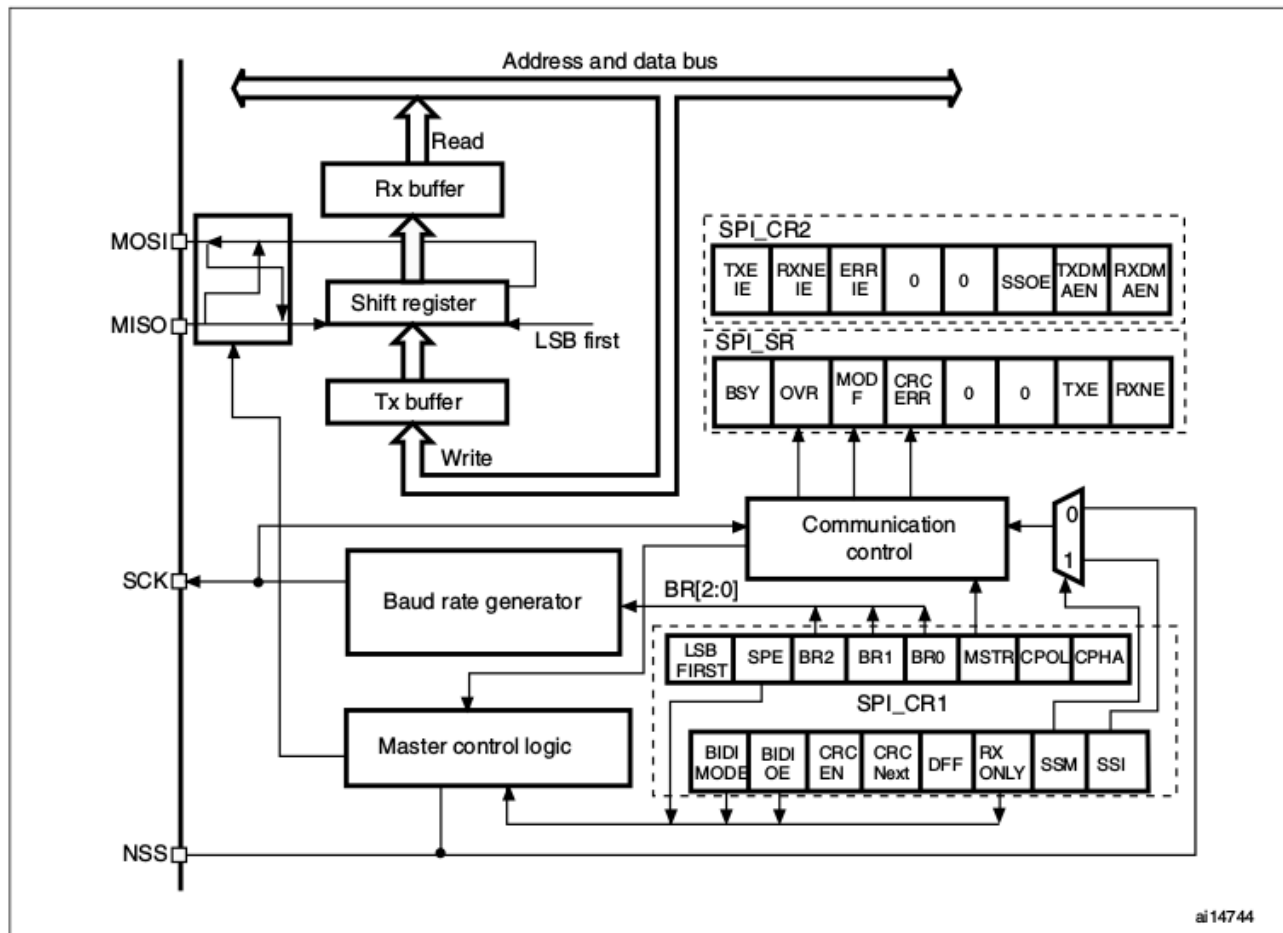 Address and data bus
Read
Rx buffer
MOSI
SPI_CR2
TXE IE
RXNE IE
ERR IE
0
0
SSOE
TXDM AEN
RXDM AEN
Shift register
MISO
LSB first
SPI_SR
BSY
OVR
MOD F
CRC ERR
0
0
TXE
RXNE
Tx buffer
Write
Communication control
0
1
SCK
Baud rate generator
BR[2:0]
LSB FIRST
SPE
BR2
BR1
BR0
MSTR
CPOL
CPHA
SPI_CR1
Master control logic
BIDI MODE
BIDI OE
CRC EN
CRC Next
DFF
RX ONLY
SSM
SSI
NSS
ai14744